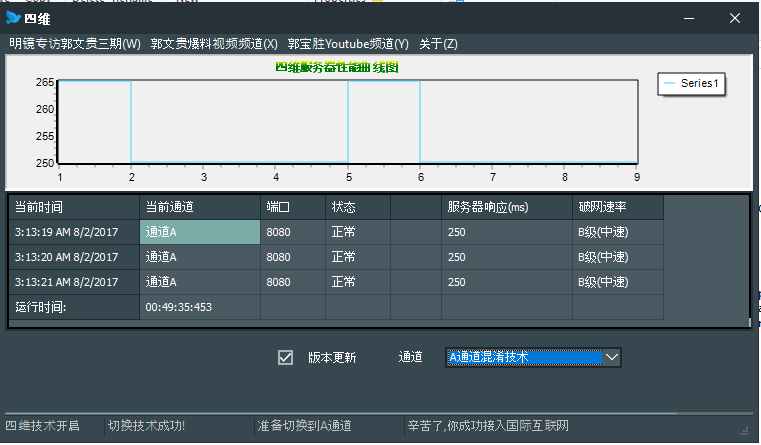 四维
明镜专访郭文贵三期(W) 郭文贵爆料视频频道(X) 郭宝胜Youtube频道(Y) 关于(Z)
四维服务器性能曲线图
Series1
265
260
255
250
1 2 3 4 5 6 7 8 9
当前时间 当前通道 端口 状态 服务器响应(ms) 破网速率
3:13:19 AM 8/2/2017 通道A 8080 正常 250 B级(中速)
3:13:20 AM 8/2/2017 通道A 8080 正常 250 B级(中速)
3:13:21 AM 8/2/2017 通道A 8080 正常 250 B级(中速)
运行时间: 00:49:35:453
版本更新 通道 A通道混淆技术
四维技术开启 切换技术成功! 准备切换到A通道 辛苦了,你成功接入国际互联网